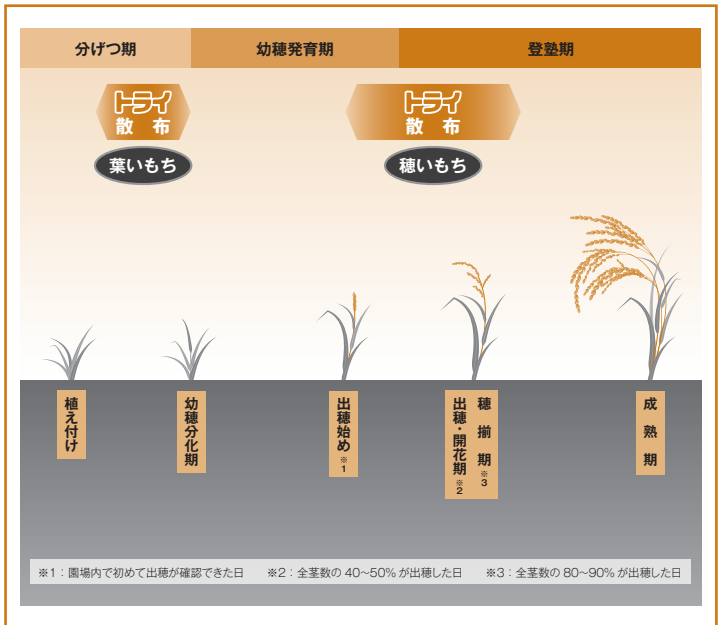 分げつ期
幼穂発育期
登塾期
トライ
散 布
葉いもち
トライ
散 布
穂いもち
植え付け
幼穂分化期
出穂始め※1
出穂・開花期※2
穂揃期※3
成熟期
※1：園場内で初めて出穂が確認できた日 ※2：全茎数の 40〜50% が出穂した日 ※3：全茎数の 80〜90% が出穂した日